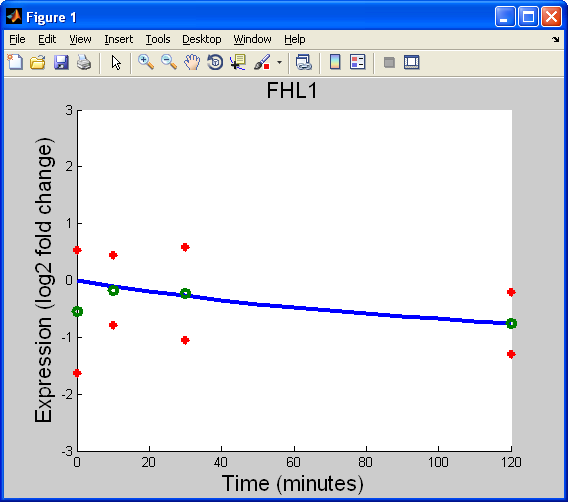 Figure 1
File Edit View Insert Tools Desktop Window Help
FHL1
3
2
1
0
-1
-2
-3
Expression (log2 fold change)
0 20 40 60 80 100 120
Time (minutes)